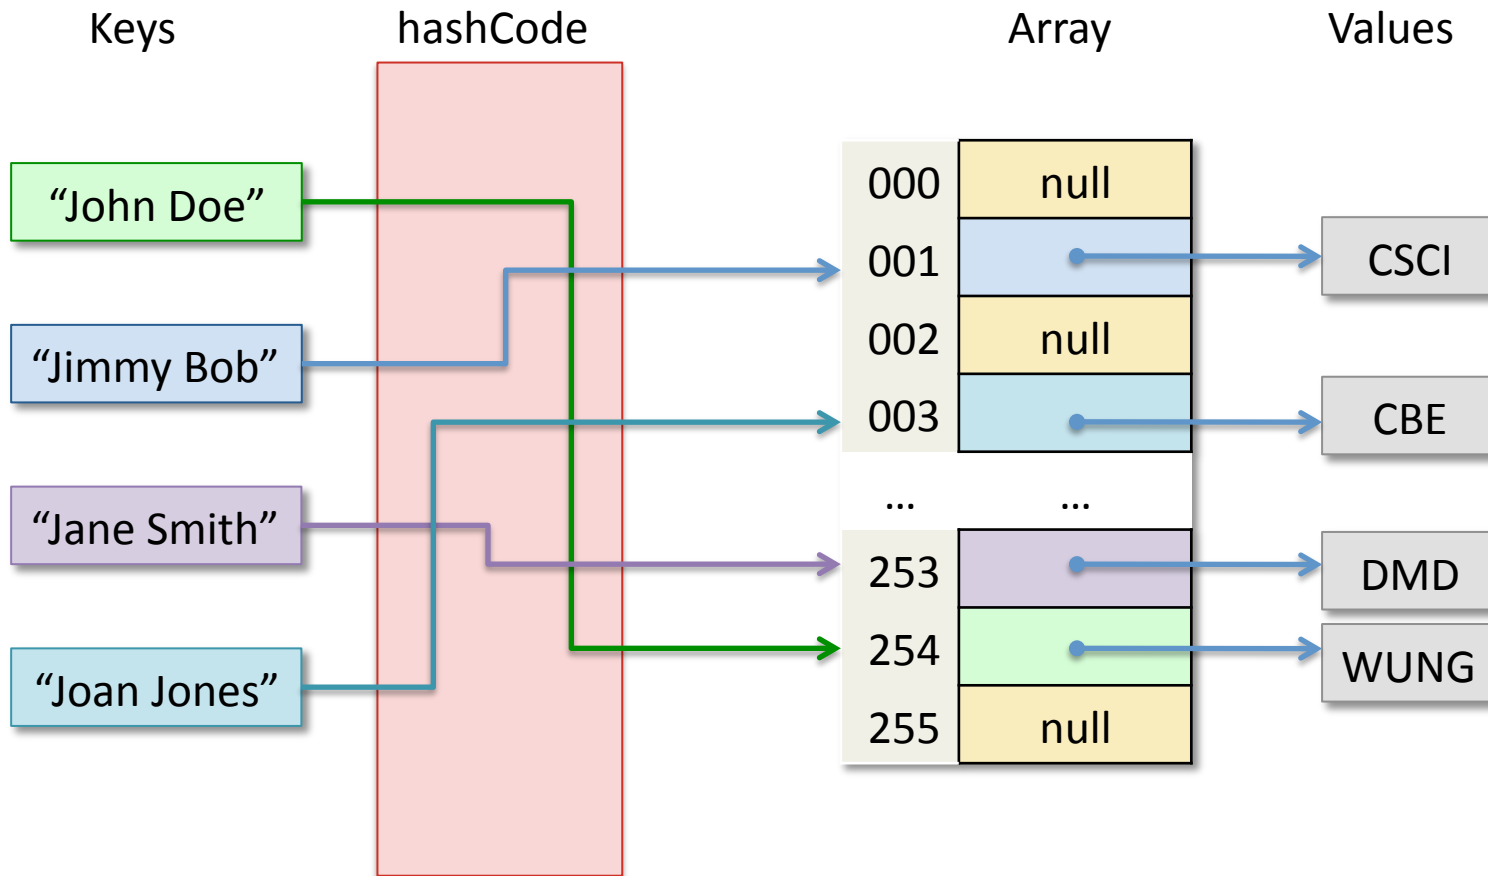 Keys hashCode Array Values
“John Doe”
“Jimmy Bob”
“Jane Smith”
“Joan Jones”
000 null
001
002 null
003
... ...
253
254
255 null
CSCI
CBE
DMD
WUNG